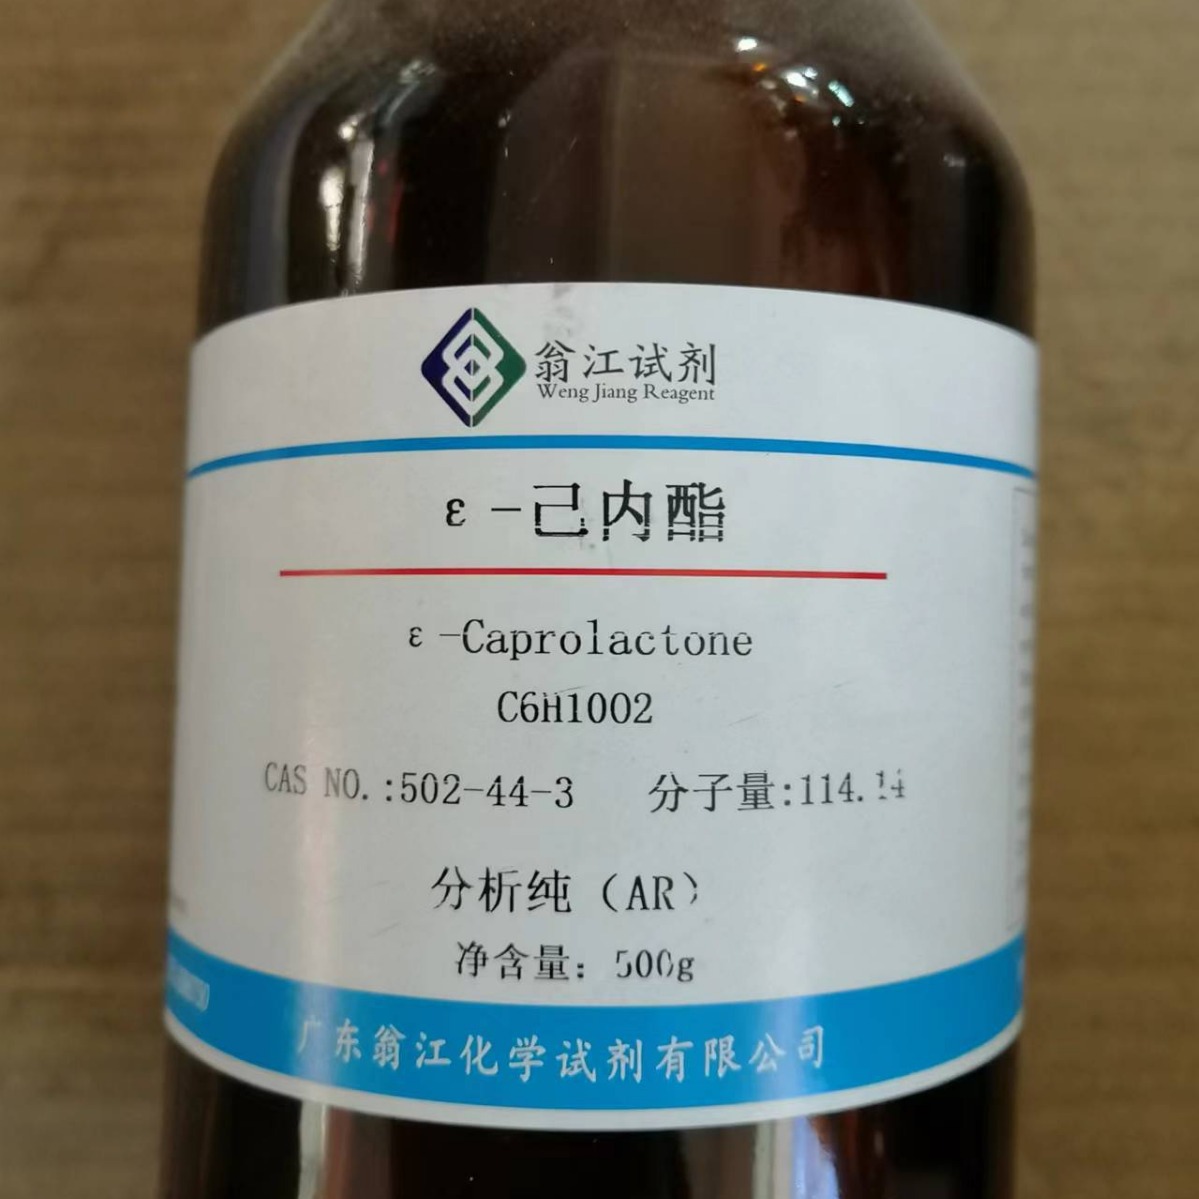 翁江试剂
Weng Jiang Reagent
ε-己内酯
ε-Caprolactone
C6H10O2
CAS NO.:502-44-3 分子量:114.14
分析纯（AR）
净含量：500g
广东翁江化学试剂有限公司